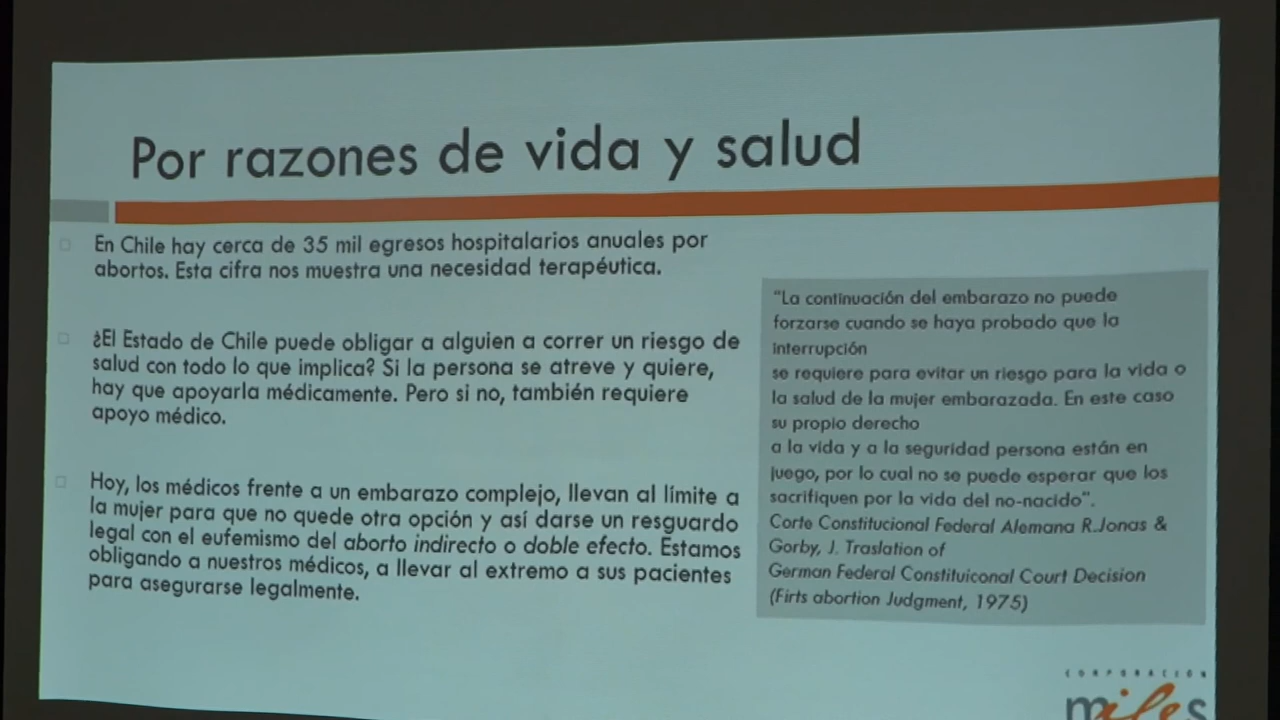 Por razones de vida y salud
En Chile hay cerca de 35 mil egresos hospitalarios anuales por
abortos. Esta cifra nos muestra una necesidad terapéutica.
¿El Estado de Chile puede obligar a alguien a correr un riesgo de
salud con todo lo que implica? Si la persona se atreve y quiere,
hay que apoyarla médicamente. Pero si no, también requiere
apoyo médico.
Hoy, los médicos frente a un embarazo complejo, llevan al límite a
la mujer para que no quede otra opción y así darse un resguardo
legal con el eufemismo del aborto indirecto o doble efecto. Estamos
obligando a nuestros médicos, a llevar al extremo a sus pacientes
para asegurarse legalmente.
"La continuación del embarazo no puede
forzarse cuando se haya probado que la
interrupción
se requiere para evitar un riesgo para la vida o
la salud de la mujer embarazada. En este caso
su propio derecho
a la vida y a la seguridad persona están en
juego, por lo cual no se puede esperar que los
sacrifiquen por la vida del no-nacido".
Corte Constitucional Federal Alemana R.Jonas &
Gorby, J. Traslation of
German Federal Constituiconal Court Decision
(Firts abortion Judgment, 1975)
CORPORACIÓN
miles